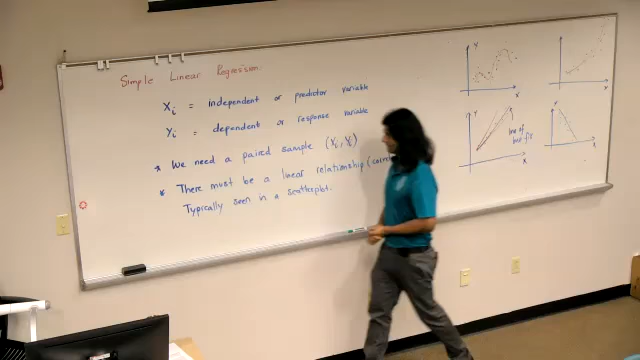 Simple Linear Regression:
Xi = independent or predictor variable
Yi = dependent or response variable
* We need a paired sample (Xi, Yi)
* There must be a linear relationship (
Typically seen in a scatterplot.
Y
X
Y
X
line of
best fit
X